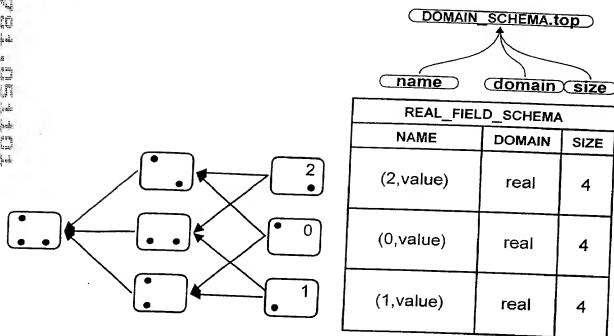 DOMAIN_SCHEMA.top
name domain size
REAL_FIELD_SCHEMA
NAME DOMAIN SIZE
(2,value) real 4
(0,value) real 4
(1,value) real 4
2
0
1